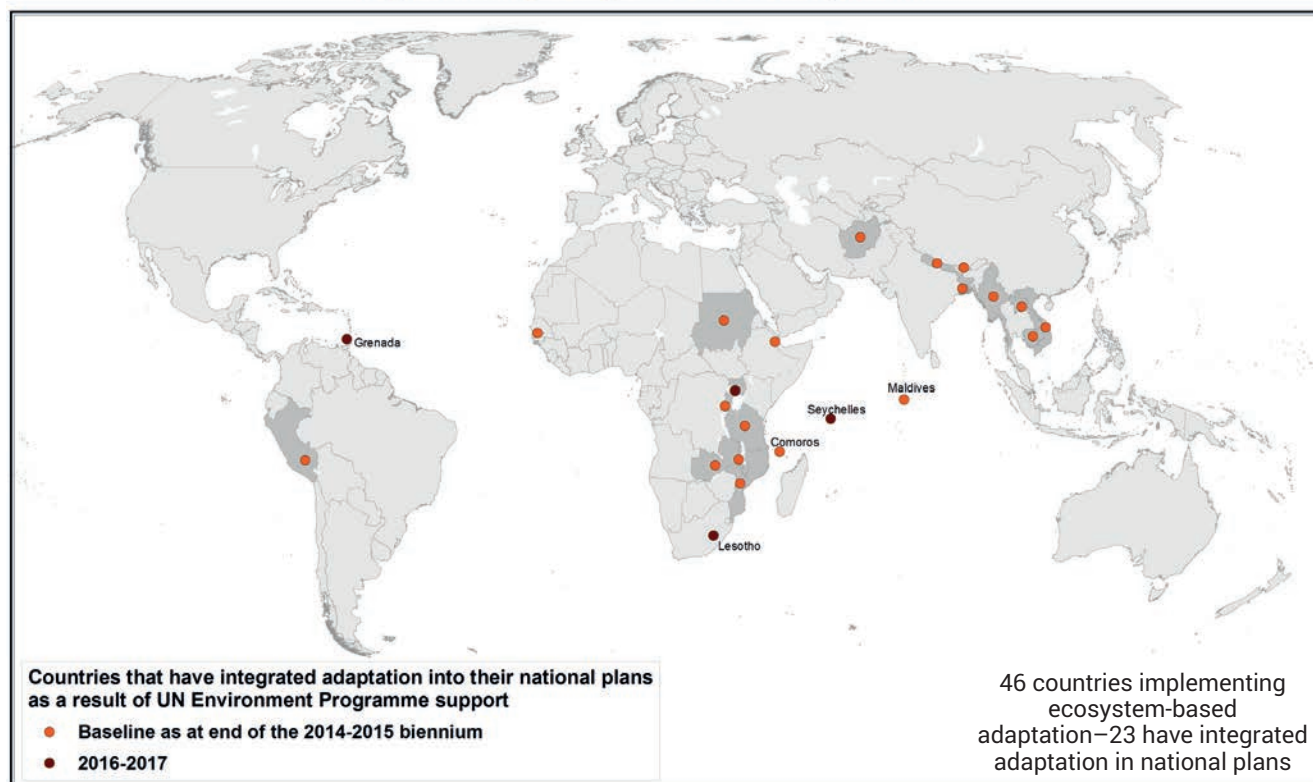 Grenada
Maldives
Seychelles
Comoros
Lesotho
Countries that have integrated adaptation into their national plans
as a result of UN Environment Programme support
Baseline as at end of the 2014-2015 biennium
2016-2017
46 countries implementing
ecosystem-based
adaptation–23 have integrated
adaptation in national plans